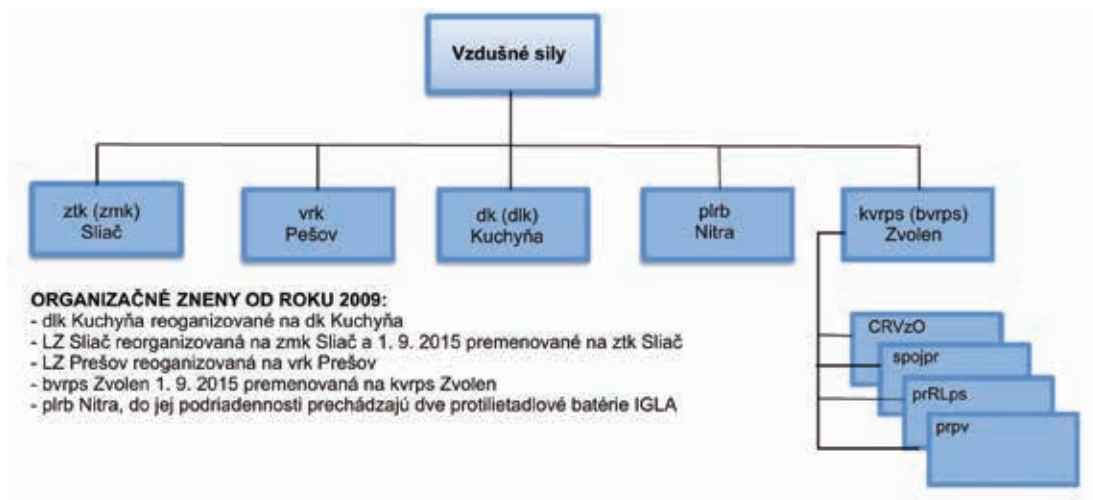 Vzdušné sily
ztk (zmk)
Sliač
vrk
Pešov
dk (dlk)
Kuchyňa
plrb
Nitra
kvrps (bvrps)
Zvolen
ORGANIZAČNÉ ZNENY OD ROKU 2009:
- dlk Kuchyňa reoganizované na dk Kuchyňa
- LZ Sliač reorganizovaná na zmk Sliač a 1. 9. 2015 premenované na ztk Sliač
- LZ Prešov reoganizovaná na vrk Prešov
- bvrps Zvolen 1. 9. 2015 premenovaná na kvrps Zvolen
- plrb Nitra, do jej podriadennosti prechádzajú dve protilietadlové batérie IGLA
CRVzO
spojpr
prRLps
prpv